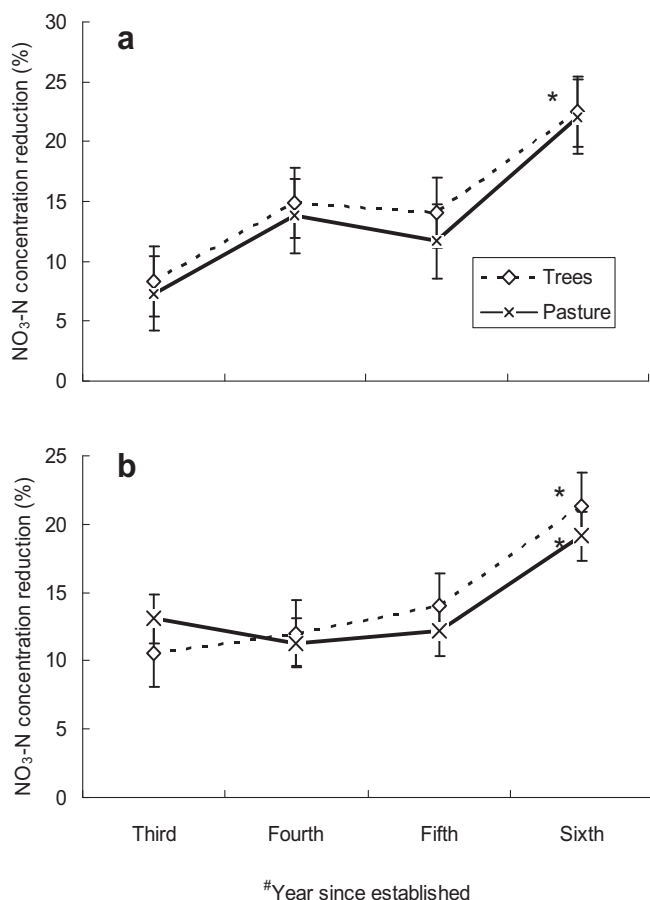 a
NO₃-N concentration reduction (%)
30
25
20
15
10
5
0
*
Trees
Pasture
b
NO₃-N concentration reduction (%)
25
20
15
10
5
0
*
*
Third Fourth Fifth Sixth
#Year since established